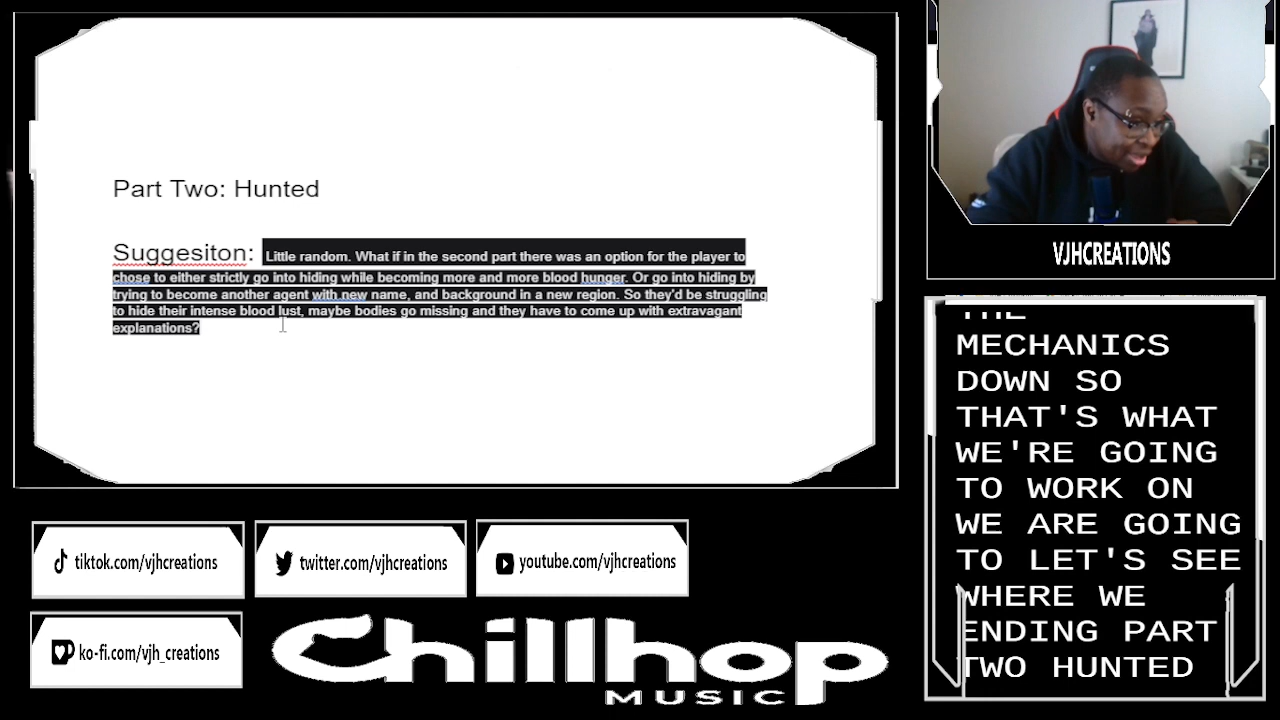 Part Two: Hunted
Suggesiton: Little random. What if in the second part there was an option for the player to
chose to either strictly go into hiding while becoming more and more blood hunger. Or go into hiding by
trying to become another agent with new name, and background in a new region. So they'd be struggling
to hide their intense blood lust, maybe bodies go missing and they have to come up with extravagant
explanations?
VJHCREATIONS
THE
MECHANICS
DOWN SO
THAT'S WHAT
WE'RE GOING
TO WORK ON
WE ARE GOING
TO LET'S SEE
WHERE WE
ENDING PART
TWO HUNTED
tiktok.com/vjhcreations
twitter.com/vjhcreations
youtube.com/vjhcreations
ko-fi.com/vjh_creations
Chillhop
MUSIC